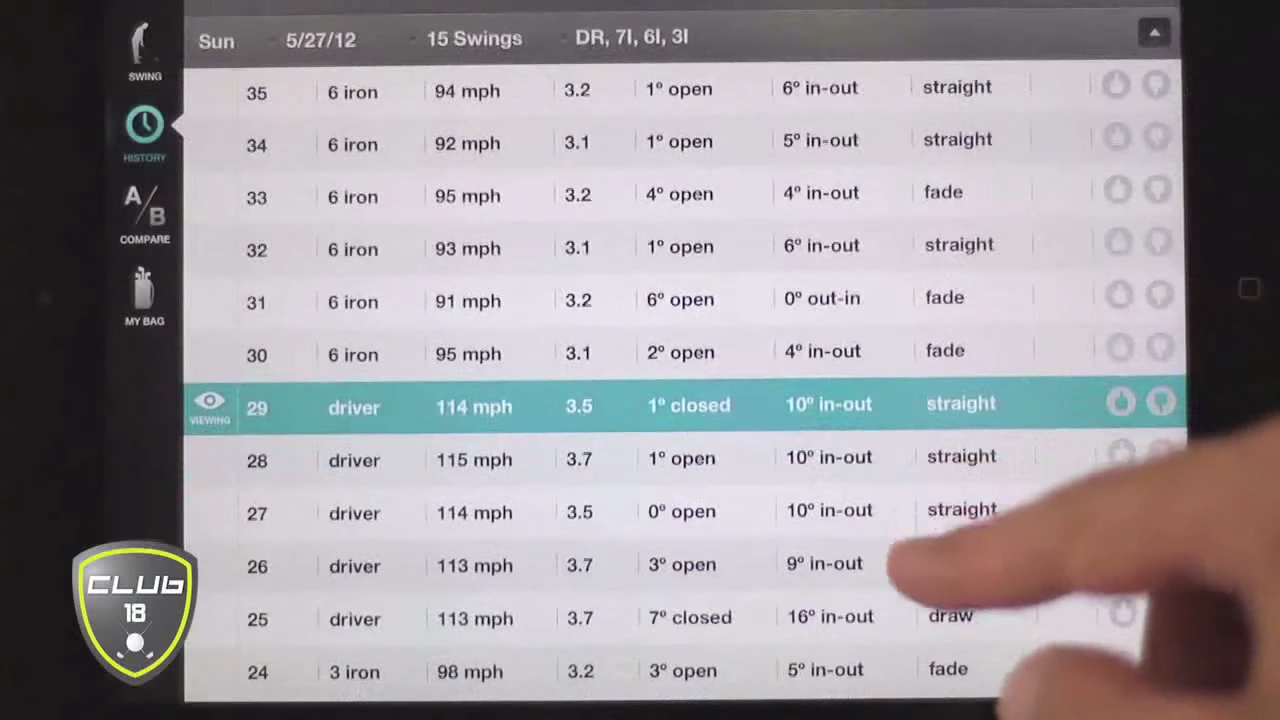 Sun 5/27/12 15 Swings DR, 7I, 6I, 3I
SWING
HISTORY
A/B
COMPARE
MY BAG
35 6 iron 94 mph 3.2 1º open 6º in-out straight
34 6 iron 92 mph 3.1 1º open 5º in-out straight
33 6 iron 95 mph 3.2 4º open 4º in-out fade
32 6 iron 93 mph 3.1 1º open 6º in-out straight
31 6 iron 91 mph 3.2 6º open 0º out-in fade
30 6 iron 95 mph 3.1 2º open 4º in-out fade
VIEWING 29 driver 114 mph 3.5 1º closed 10º in-out straight
28 driver 115 mph 3.7 1º open 10º in-out straight
27 driver 114 mph 3.5 0º open 10º in-out straight
26 driver 113 mph 3.7 3º open 9º in-out
25 driver 113 mph 3.7 7º closed 16º in-out draw
24 3 iron 98 mph 3.2 3º open 5º in-out fade
CLUB
18